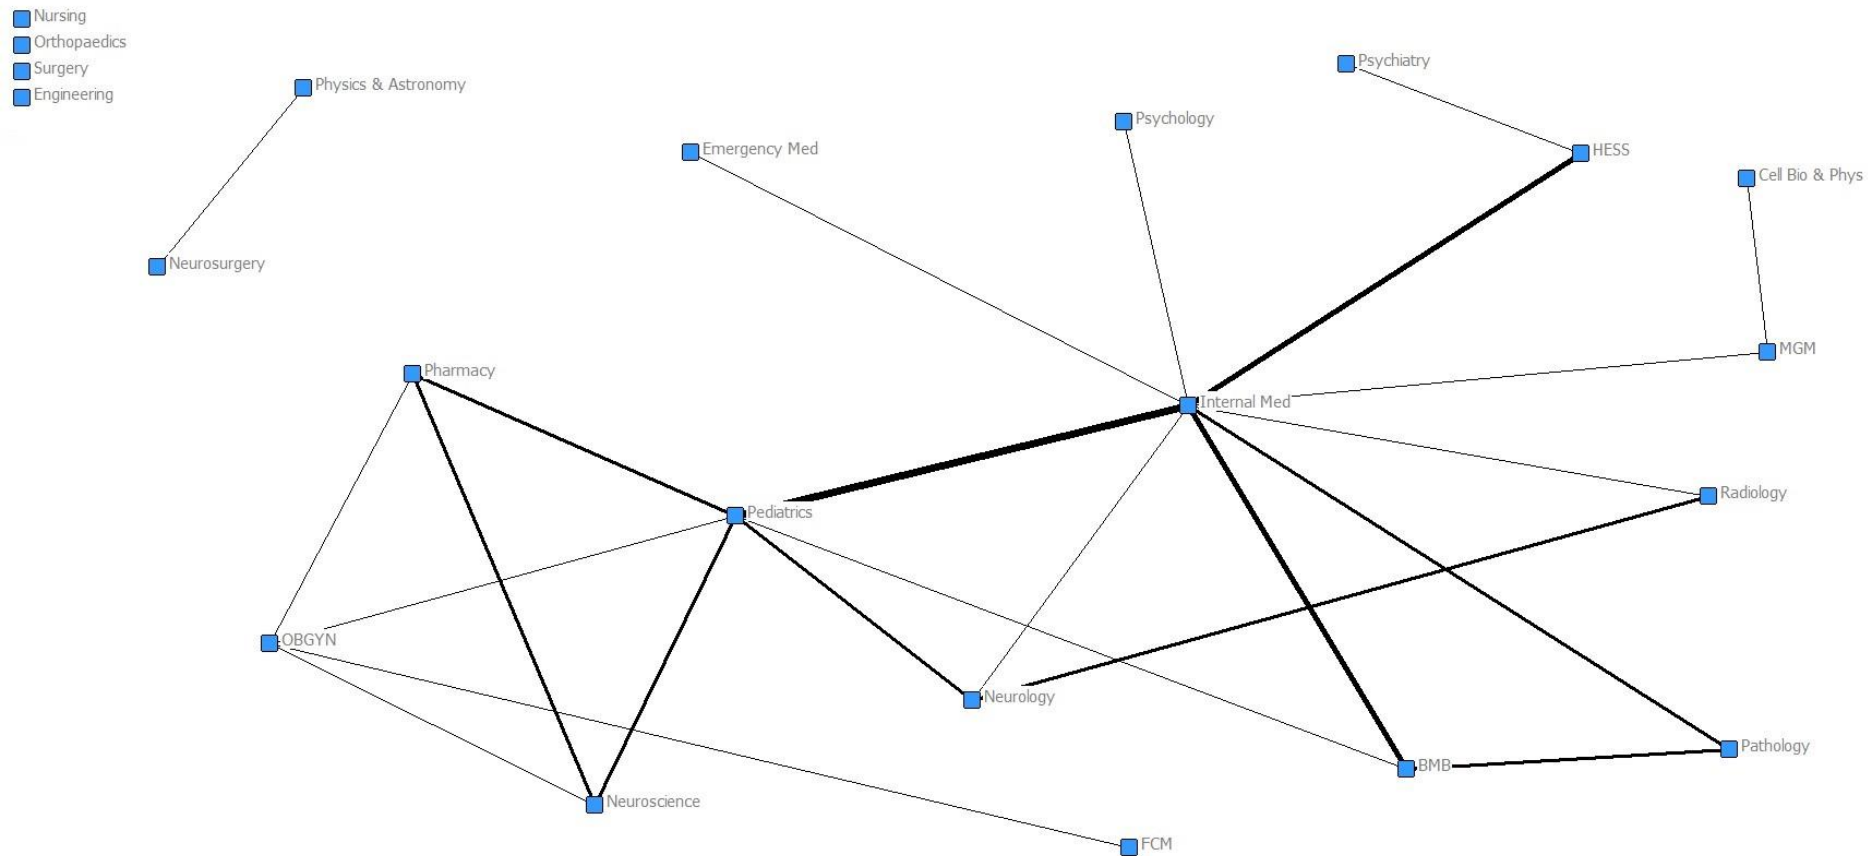 Nursing
Orthopaedics
Surgery
Engineering
Physics & Astronomy
Psychiatry
Psychology
Emergency Med
HESS
Cell Bio & Phys
Neurosurgery
MGM
Pharmacy
Internal Med
Radiology
Pediatrics
OBGYN
Neurology
Pathology
BMB
Neuroscience
FCM